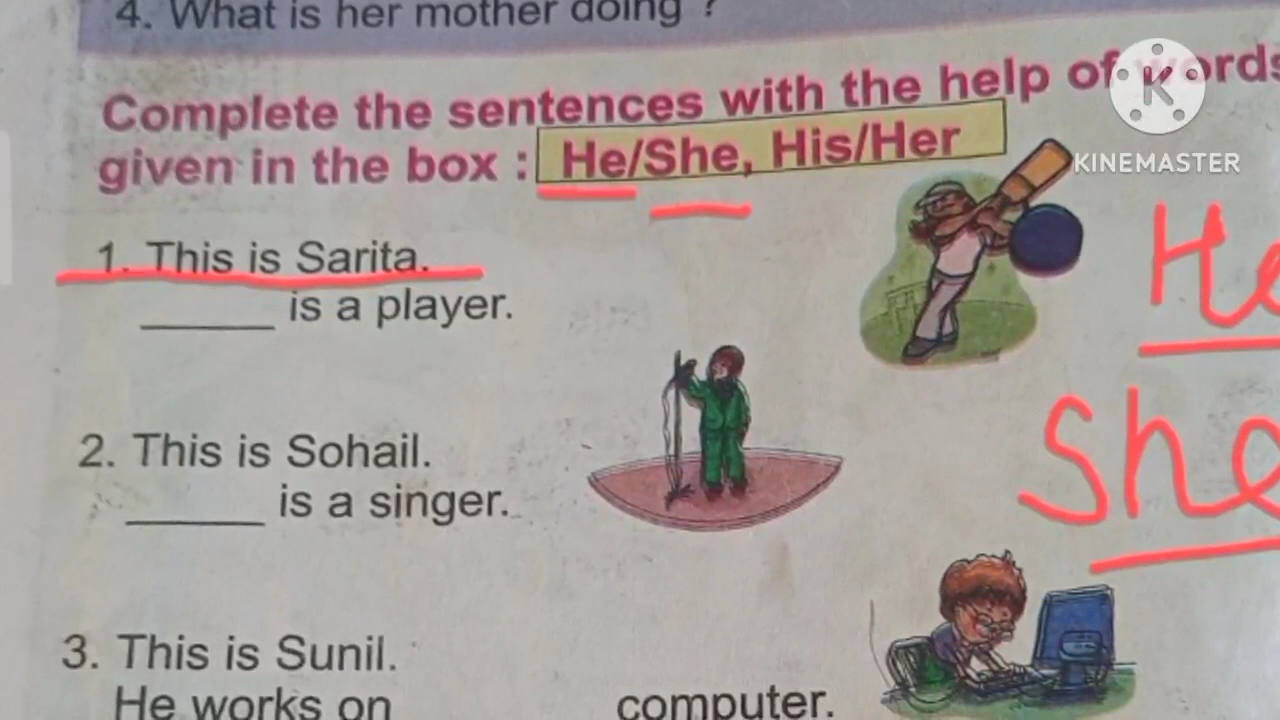 4. What is her mother doing ?
Complete the sentences with the help of words
given in the box : He/She, His/Her
KINEMASTER
1. This is Sarita.
______ is a player.
He
2. This is Sohail.
______ is a singer.
She
3. This is Sunil.
He works on ______ computer.